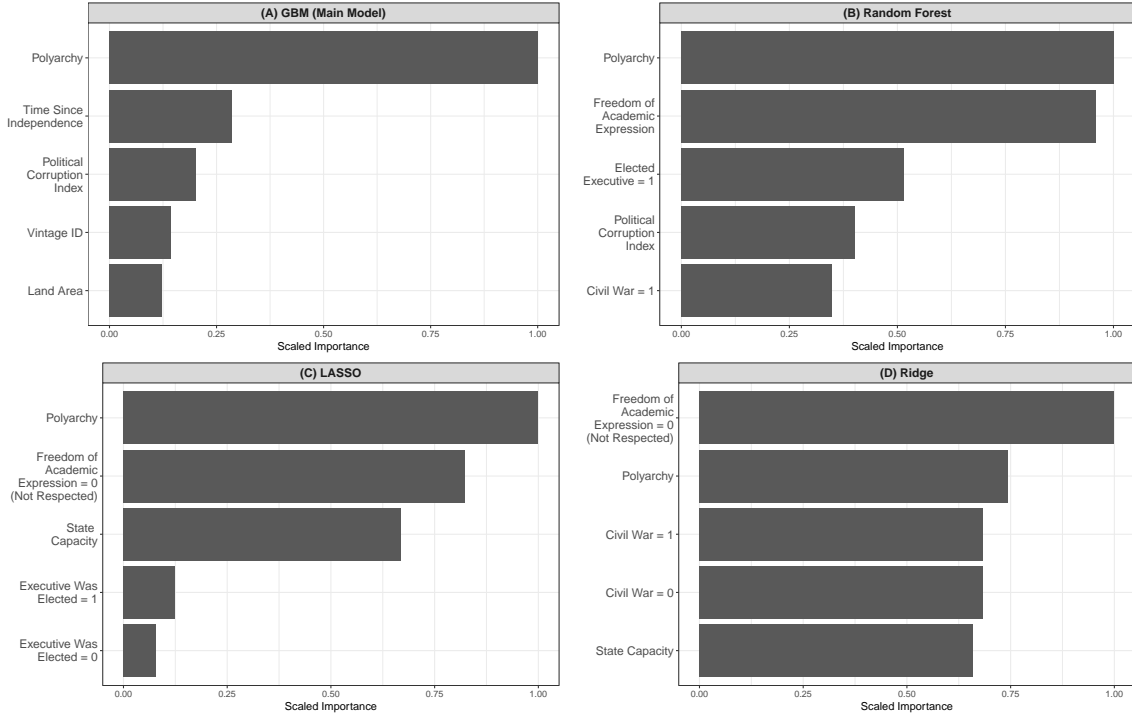 (A) GBM (Main Model)
Polyarchy
Time Since
Independence
Political
Corruption
Index
Vintage ID
Land Area
0.00 0.25 0.50 0.75 1.00
Scaled Importance
(B) Random Forest
Polyarchy
Freedom of
Academic
Expression
Elected
Executive = 1
Political
Corruption
Index
Civil War = 1
0.00 0.25 0.50 0.75 1.00
Scaled Importance
(C) LASSO
Polyarchy
Freedom of
Academic
Expression = 0
(Not Respected)
State
Capacity
Executive Was
Elected = 1
Executive Was
Elected = 0
0.00 0.25 0.50 0.75 1.00
Scaled Importance
(D) Ridge
Freedom of
Academic
Expression = 0
(Not Respected)
Polyarchy
Civil War = 1
Civil War = 0
State Capacity
0.00 0.25 0.50 0.75 1.00
Scaled Importance